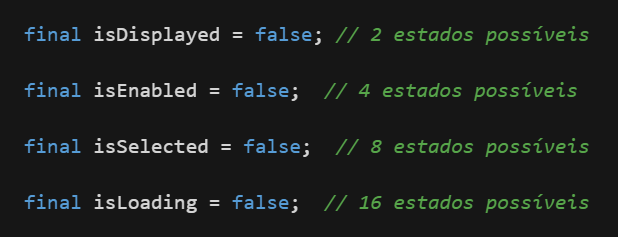 final isDisplayed = false; // 2 estados possíveis
final isEnabled = false;  // 4 estados possíveis
final isSelected = false;  // 8 estados possíveis
final isLoading = false;  // 16 estados possíveis